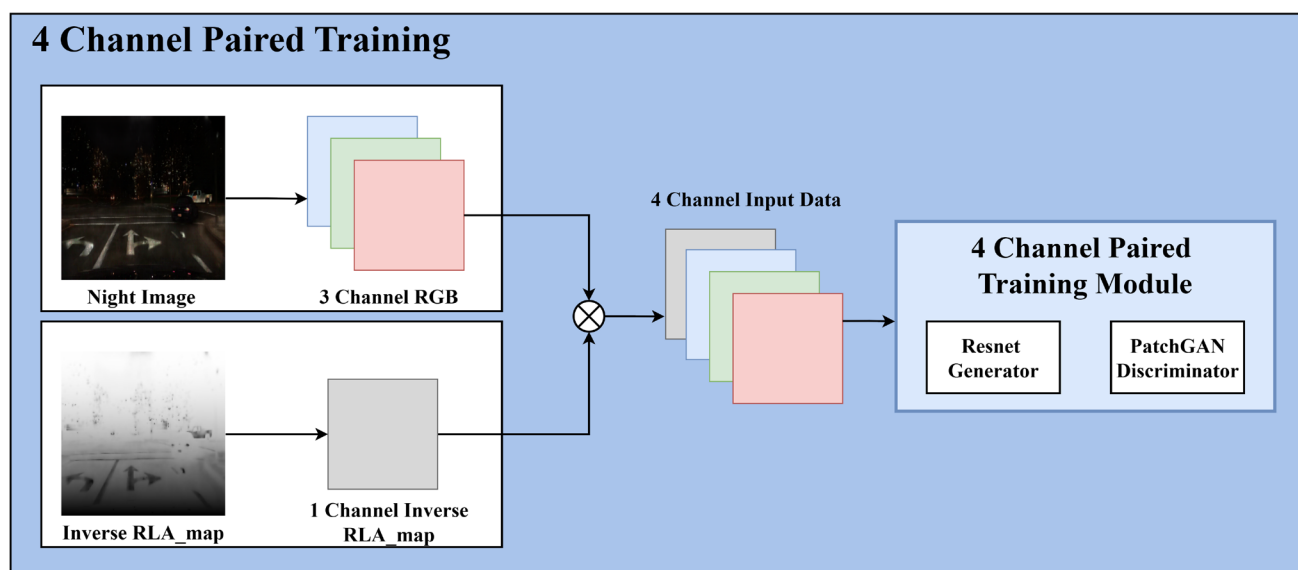 4 Channel Paired Training
Night Image
3 Channel RGB
Inverse RLA_map
1 Channel Inverse
RLA_map
4 Channel Input Data
4 Channel Paired
Training Module
Resnet
Generator
PatchGAN
Discriminator